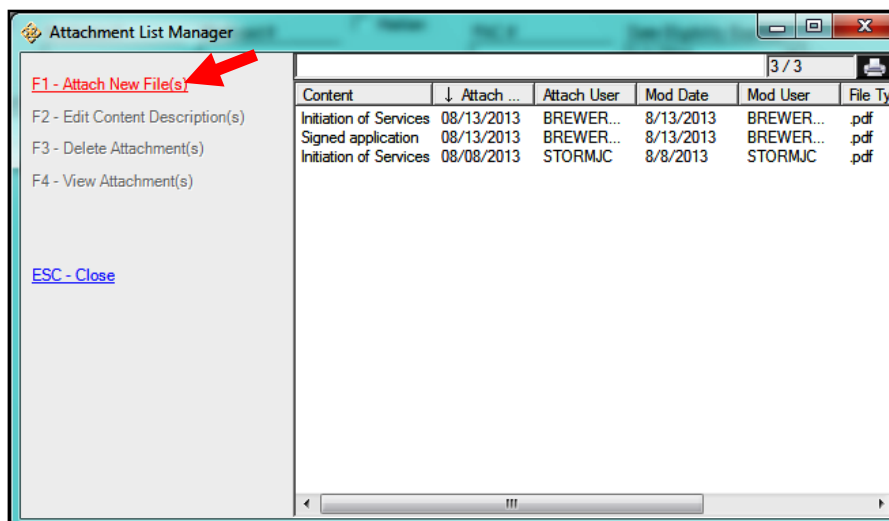 Attachment List Manager
F1 - Attach New File(s)
F2 - Edit Content Description(s)
F3 - Delete Attachment(s)
F4 - View Attachment(s)
ESC - Close
3 / 3
Content ↓ Attach ... Attach User Mod Date Mod User File Ty
Initiation of Services 08/13/2013 BREWER... 8/13/2013 BREWER... .pdf
Signed application 08/13/2013 BREWER... 8/13/2013 BREWER... .pdf
Initiation of Services 08/08/2013 STORMJC 8/8/2013 STORMJC .pdf